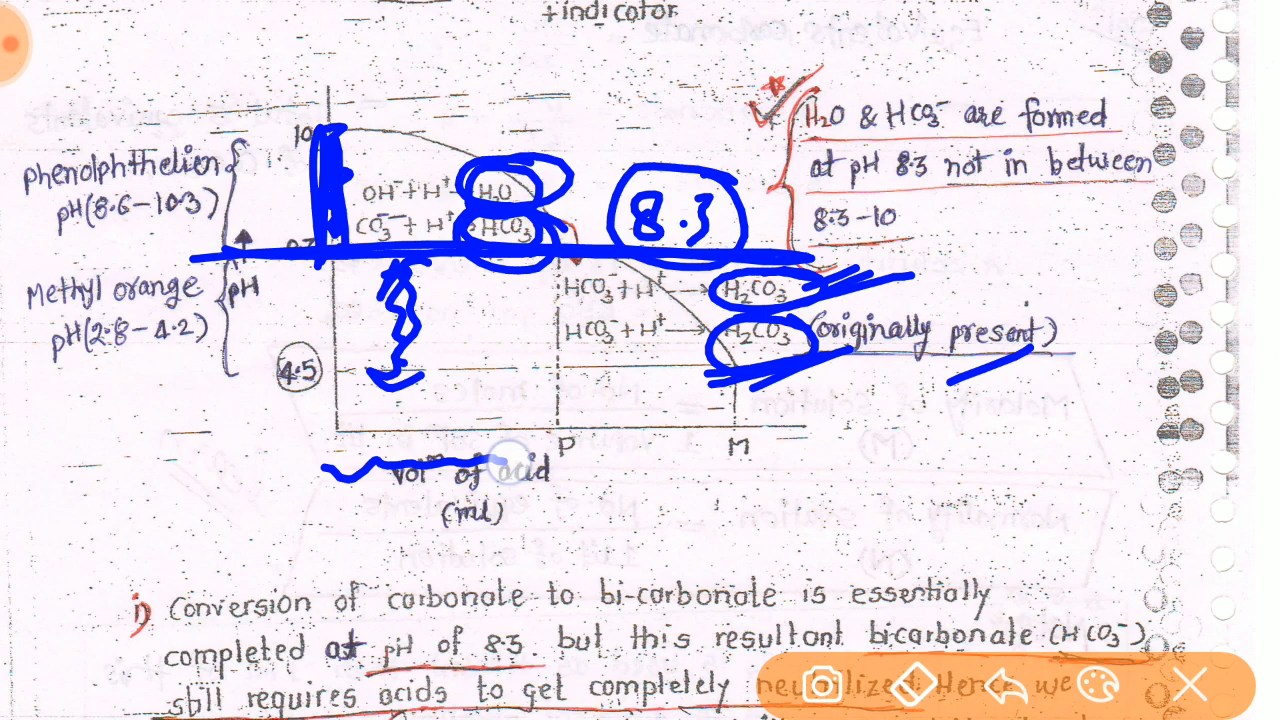 +indicator
10
phenolphthelien
pH(8.6-10.3)
OH⁻ + H⁺ H₂O
CO₃⁻⁻ + H⁺ HCO₃⁻
8.3
H₂O & HCO₃⁻ are formed
at pH 8.3 not in between
8.3-10
Methyl orange
pH(2.8-4.2)
pH
HCO₃⁻ + H⁺ → H₂CO₃
HCO₃⁻ + H⁺ → H₂CO₃ (originally present)
4.5
P
M
volᵐ of acid
(ml)
i) Conversion of carbonate to bi-carbonate is essentially
completed at pH of 8.3. but this resultant bicarbonate (HCO₃⁻)
still requires acids to get completely neutralized Hence we